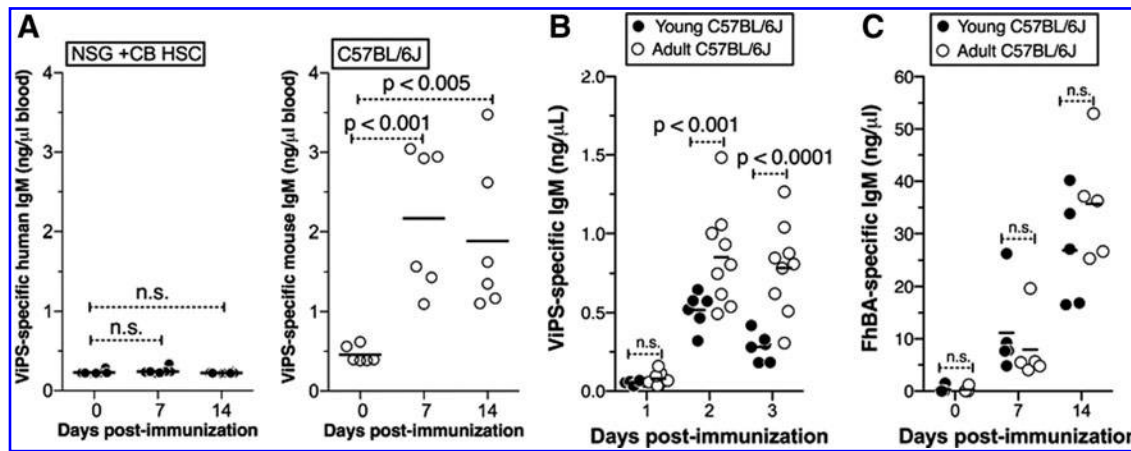 A
NSG +CB HSC
ViPS-specific human IgM (ng/μl blood)
4
3
2
1
0
n.s.
n.s.
0 7 14
Days post-immunization
C57BL/6J
ViPS-specific mouse IgM (ng/μl blood)
4
3
2
1
0
p < 0.005
p < 0.001
0 7 14
Days post-immunization
B
Young C57BL/6J
Adult C57BL/6J
ViPS-specific IgM (ng/μL)
2.0
1.5
1.0
0.5
0.0
p < 0.001
p < 0.0001
n.s.
1 2 3
Days post-immunization
C
Young C57BL/6J
Adult C57BL/6J
FhBA-specific IgM (ng/μl)
60
50
40
30
20
10
0
n.s.
n.s.
n.s.
0 7 14
Days post-immunization